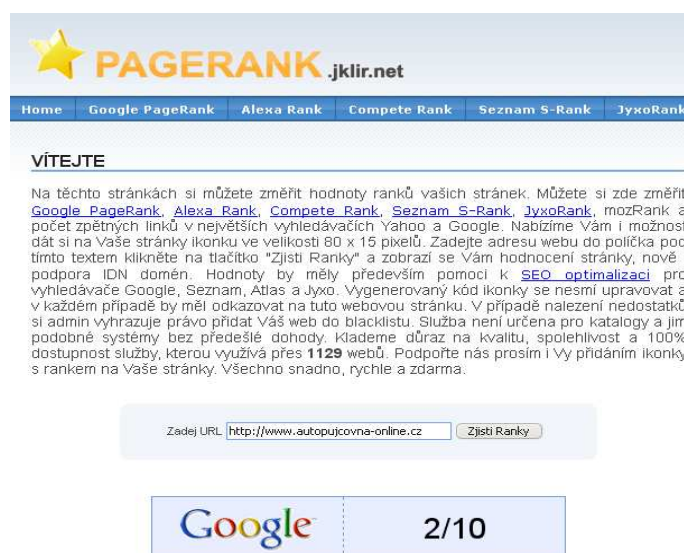 PAGERANK .jklir.net
Home Google PageRank Alexa Rank Compete Rank Seznam S-Rank JyxoRank
VÍTEJTE
Na těchto stránkách si můžete změřit hodnoty ranků vašich stránek. Můžete si zde změřit
Google PageRank, Alexa Rank, Compete Rank, Seznam S-Rank, JyxoRank, mozRank a
počet zpětných linků v největších vyhledávačích Yahoo a Google. Nabízíme Vám i možnost
dát si na Vaše stránky ikonku ve velikosti 80 x 15 pixelů. Zadejte adresu webu do políčka pod
tímto textem klikněte na tlačítko "Zjisti Ranky" a zobrazí se Vám hodnocení stránky, nově i
podpora IDN domén. Hodnoty by měly především pomoci k SEO optimalizaci pro
vyhledávače Google, Seznam, Atlas a Jyxo. Vygenerovaný kód ikonky se nesmí upravovat a
v každém případě by měl odkazovat na tuto webovou stránku. V případě nalezení nedostatků
si admin vyhrazuje právo přidat Váš web do blacklistu. Služba není určena pro katalogy a jim
podobné systémy bez předešlé dohody. Klademe důraz na kvalitu, spolehlivost a 100%
dostupnost služby, kterou využívá přes 1129 webů. Podpořte nás prosím i Vy přidáním ikonky
s rankem na Vaše stránky. Všechno snadno, rychle a zdarma.
Zadej URL http://www.autopujcovna-online.cz Zjisti Ranky
Google 2/10